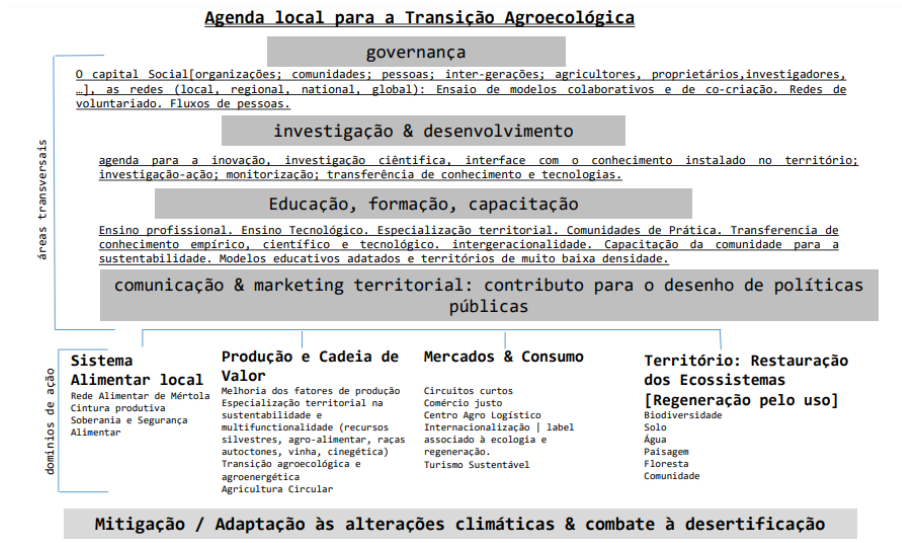 Agenda local para a Transição Agroecológica
governança
O capital Social[organizações; comunidades; pessoas; inter-gerações; agricultores, proprietários,investigadores,
…], as redes (local, regional, national, global): Ensaio de modelos colaborativos e de co-criação. Redes de
voluntariado. Fluxos de pessoas.
investigação & desenvolvimento
agenda para a inovação, investigação ciêntifica, interface com o conhecimento instalado no território;
investigação-ação; monitorização; transferência de conhecimento e tecnologias.
Educação, formação, capacitação
Ensino profissional. Ensino Tecnológico. Especialização territorial. Comunidades de Prática. Transferencia de
conhecimento empírico, científico e tecnológico. intergeracionalidade. Capacitação da comunidade para a
sustentabilidade. Modelos educativos adatados e territórios de muito baixa densidade.
comunicação & marketing territorial: contributo para o desenho de políticas
públicas
áreas transversais
domínios de ação
Sistema
Alimentar local
Rede Alimentar de Mértola
Cintura produtiva
Soberania e Segurança
Alimentar
Produção e Cadeia de
Valor
Melhoria dos fatores de produção
Especialização territorial na
sustentabilidade e
multifuncionalidade (recursos
silvestres, agro-alimentar, raças
autoctones, vinha, cinegética)
Transição agroecológica e
agroenergética
Agricultura Circular
Mercados & Consumo
Circuitos curtos
Comércio justo
Centro Agro Logístico
Internacionalização | label
associado à ecologia e
regeneração.
Turismo Sustentável
Território: Restauração
dos Ecossistemas
[Regeneração pelo uso]
Biodiversidade
Solo
Água
Paisagem
Floresta
Comunidade
Mitigação / Adaptação às alterações climáticas & combate à desertificação